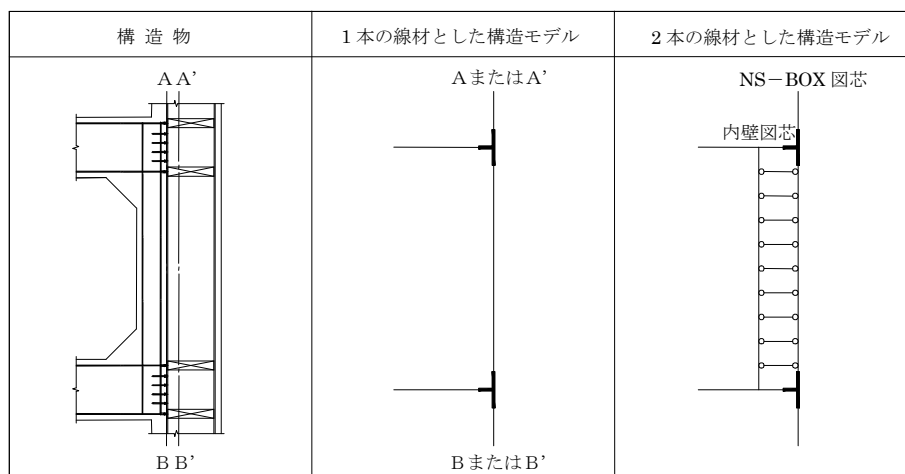 構造物
1本の線材とした構造モデル
2本の線材とした構造モデル
A A'
AまたはA'
NS－BOX 図芯
内壁図芯
B B'
BまたはB'